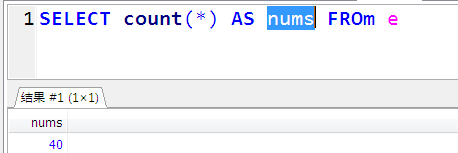 1 SELECT count(*) AS nums FROm e
结果 #1 (1×1)
nums
40